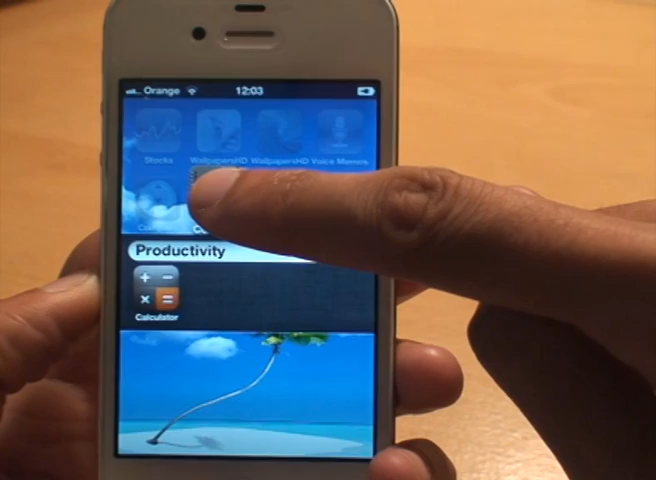 Orange 12:03
Stocks WallpapersHD WallpapersHD Voice Memos
Productivity
+ −
× =
Calculator